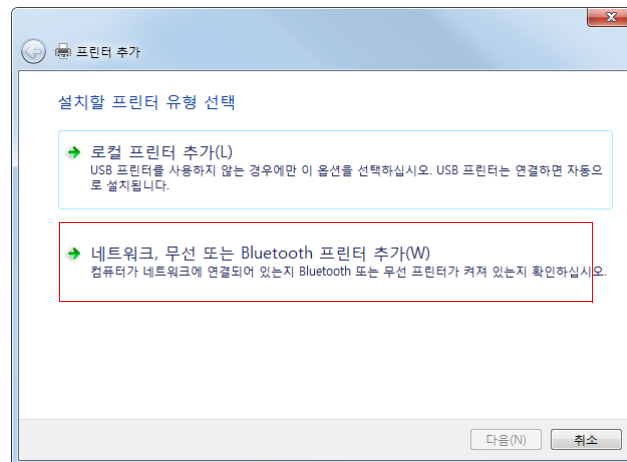 프린터 추가
설치할 프린터 유형 선택
로컬 프린터 추가(L)
USB 프린터를 사용하지 않는 경우에만 이 옵션을 선택하십시오. USB 프린터는 연결하면 자동으
로 설치됩니다.
네트워크, 무선 또는 Bluetooth 프린터 추가(W)
컴퓨터가 네트워크에 연결되어 있는지 Bluetooth 또는 무선 프린터가 켜져 있는지 확인하십시오.
다음(N) 취소